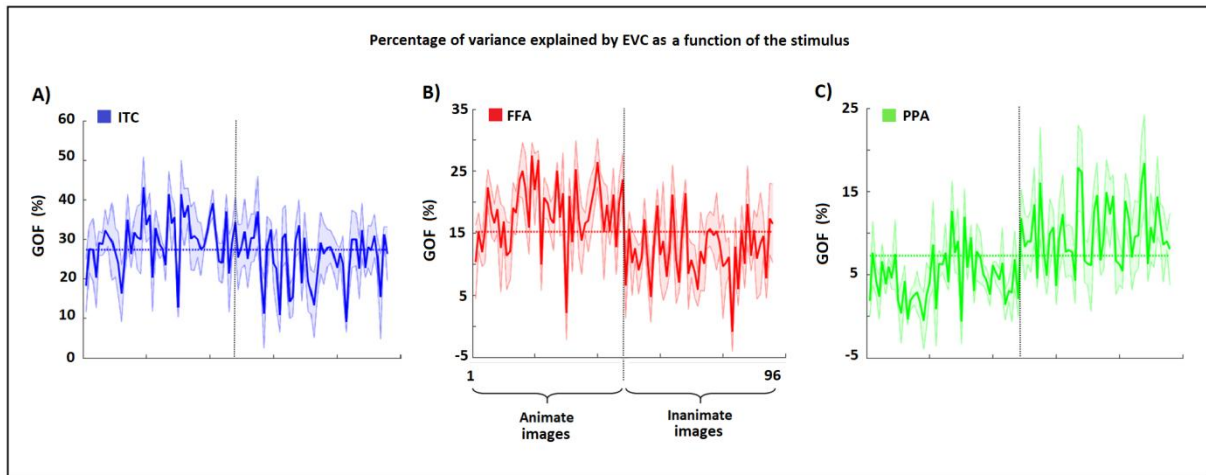 Percentage of variance explained by EVC as a function of the stimulus
A)
ITC
GOF (%)
60
50
40
30
20
10
0
B)
FFA
GOF (%)
35
25
15
5
-5
1
96
Animate
images
Inanimate
images
C)
PPA
GOF (%)
25
15
5
-5